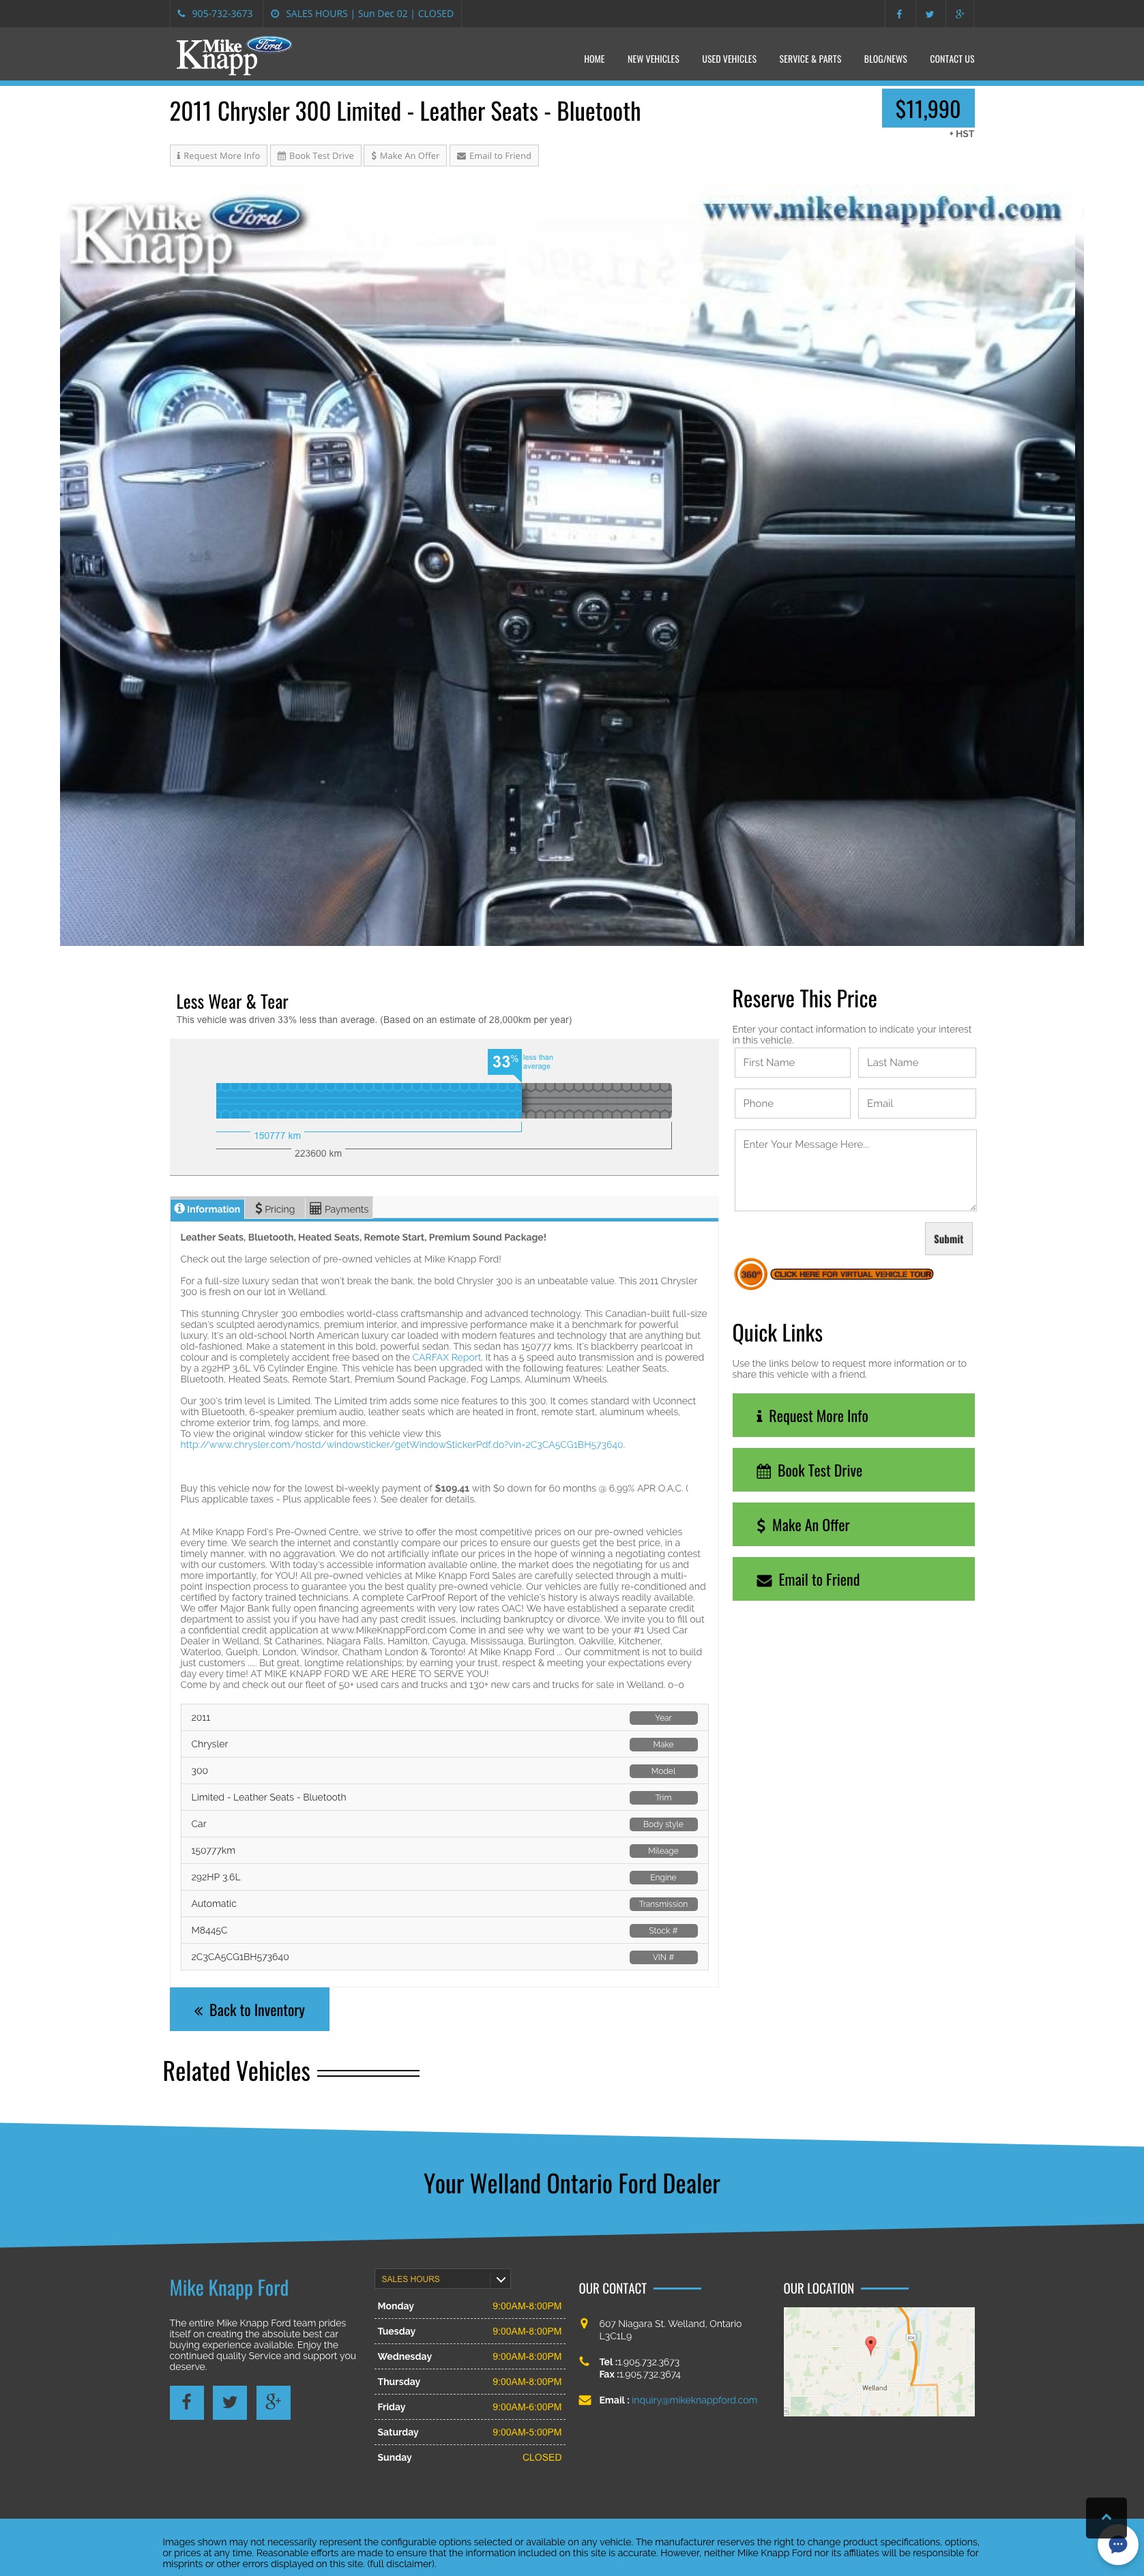 905-732-3673 SALES HOURS | Sun Dec 02 | CLOSED
Mike Knapp Ford
HOME NEW VEHICLES USED VEHICLES SERVICE & PARTS BLOG/NEWS CONTACT US
2011 Chrysler 300 Limited - Leather Seats - Bluetooth
$11,990
+ HST
Request More Info Book Test Drive $ Make An Offer Email to Friend
Mike Knapp Ford
www.mikeknappford.com
Less Wear & Tear
This vehicle was driven 33% less than average. (Based on an estimate of 28,000km per year)
33% less than
average
150777 km
223600 km
Information $ Pricing Payments
Leather Seats, Bluetooth, Heated Seats, Remote Start, Premium Sound Package!
Check out the large selection of pre-owned vehicles at Mike Knapp Ford!
For a full-size luxury sedan that won't break the bank, the bold Chrysler 300 is an unbeatable value. This 2011 Chrysler
300 is fresh on our lot in Welland.
This stunning Chrysler 300 embodies world-class craftsmanship and advanced technology. This Canadian-built full-size
sedan's sculpted aerodynamics, premium interior, and impressive performance make it a benchmark for powerful
luxury. It's an old-school North American luxury car loaded with modern features and technology that are anything but
old-fashioned. Make a statement in this bold, powerful sedan. This sedan has 150777 kms. It's blackberry pearlcoat in
colour and is completely accident free based on the CARFAX Report. It has a 5 speed auto transmission and is powered
by a 292HP 3.6L V6 Cylinder Engine. This vehicle has been upgraded with the following features: Leather Seats,
Bluetooth, Heated Seats, Remote Start, Premium Sound Package, Fog Lamps, Aluminum Wheels.
Our 300's trim level is Limited. The Limited trim adds some nice features to this 300. It comes standard with Uconnect
with Bluetooth, 6-speaker premium audio, leather seats which are heated in front, remote start, aluminum wheels,
chrome exterior trim, fog lamps, and more.
To view the original window sticker for this vehicle view this
http://www.chrysler.com/hostd/windowsticker/getWindowStickerPdf.do?vin=2C3CA5CG1BH573640.
Buy this vehicle now for the lowest bi-weekly payment of $109.41 with $0 down for 60 months @ 6.99% APR O.A.C. (
Plus applicable taxes - Plus applicable fees ). See dealer for details.
At Mike Knapp Ford's Pre-Owned Centre, we strive to offer the most competitive prices on our pre-owned vehicles
every time. We search the internet and constantly compare our prices to ensure our guests get the best price, in a
timely manner, with no aggravation. We do not artificially inflate our prices in the hope of winning a negotiating contest
with our customers. With today's accessible information available online, the market does the negotiating for us and
more importantly, for YOU! All pre-owned vehicles at Mike Knapp Ford Sales are carefully selected through a multi-
point inspection process to guarantee you the best quality pre-owned vehicle. Our vehicles are fully re-conditioned and
certified by factory trained technicians. A complete CarProof Report of the vehicle's history is always readily available.
We offer Major Bank fully open financing agreements with very low rates OAC! We have established a separate credit
department to assist you if you have had any past credit issues, including bankruptcy or divorce. We invite you to fill out
a confidential credit application at www.MikeKnappFord.com Come in and see why we want to be your #1 Used Car
Dealer in Welland, St Catharines, Niagara Falls, Hamilton, Cayuga, Mississauga, Burlington, Oakville, Kitchener,
Waterloo, Guelph, London, Windsor, Chatham London & Toronto! At Mike Knapp Ford ... Our commitment is not to build
just customers ..... But great, longtime relationships; by earning your trust, respect & meeting your expectations every
day every time! AT MIKE KNAPP FORD WE ARE HERE TO SERVE YOU!
Come by and check out our fleet of 50+ used cars and trucks and 130+ new cars and trucks for sale in Welland. o~o
2011 Year
Chrysler Make
300 Model
Limited - Leather Seats - Bluetooth Trim
Car Body style
150777km Mileage
292HP 3.6L Engine
Automatic Transmission
M8445C Stock #
2C3CA5CG1BH573640 VIN #
« Back to Inventory
Reserve This Price
Enter your contact information to indicate your interest
in this vehicle.
First Name Last Name
Phone Email
Enter Your Message Here...
Submit
360° CLICK HERE FOR VIRTUAL VEHICLE TOUR
Quick Links
Use the links below to request more information or to
share this vehicle with a friend.
Request More Info
Book Test Drive
$ Make An Offer
Email to Friend
Related Vehicles
Your Welland Ontario Ford Dealer
Mike Knapp Ford
The entire Mike Knapp Ford team prides
itself on creating the absolute best car
buying experience available. Enjoy the
continued quality Service and support you
deserve.
SALES HOURS
Monday 9:00AM-8:00PM
Tuesday 9:00AM-8:00PM
Wednesday 9:00AM-8:00PM
Thursday 9:00AM-8:00PM
Friday 9:00AM-6:00PM
Saturday 9:00AM-5:00PM
Sunday CLOSED
OUR CONTACT
607 Niagara St. Welland, Ontario
L3C1L9
Tel :1.905.732.3673
Fax :1.905.732.3674
Email : inquiry@mikeknappford.com
OUR LOCATION
Welland
Images shown may not necessarily represent the configurable options selected or available on any vehicle. The manufacturer reserves the right to change product specifications, options,
or prices at any time. Reasonable efforts are made to ensure that the information included on this site is accurate. However, neither Mike Knapp Ford nor its affiliates will be responsible for
misprints or other errors displayed on this site. (full disclaimer).